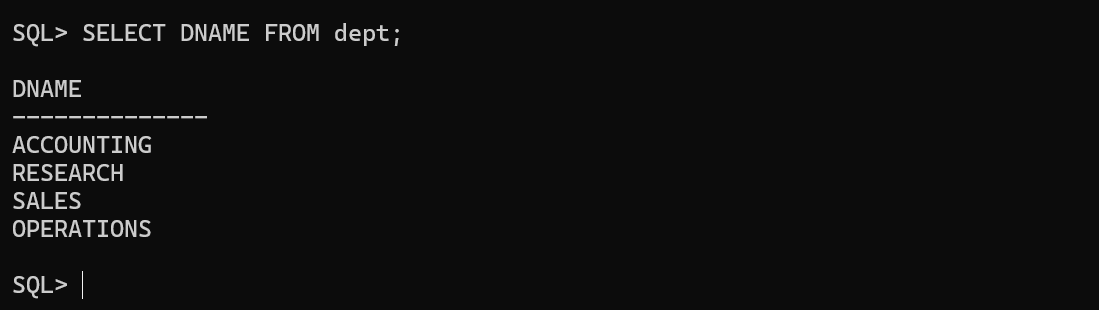 SQL> SELECT DNAME FROM dept;
DNAME
--------------
ACCOUNTING
RESEARCH
SALES
OPERATIONS
SQL>